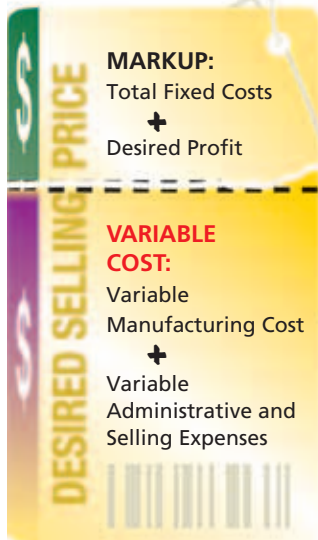 $
DESIRED SELLING PRICE
MARKUP:
Total Fixed Costs
+
Desired Profit
$
VARIABLE
COST:
Variable
Manufacturing Cost
+
Variable
Administrative and
Selling Expenses